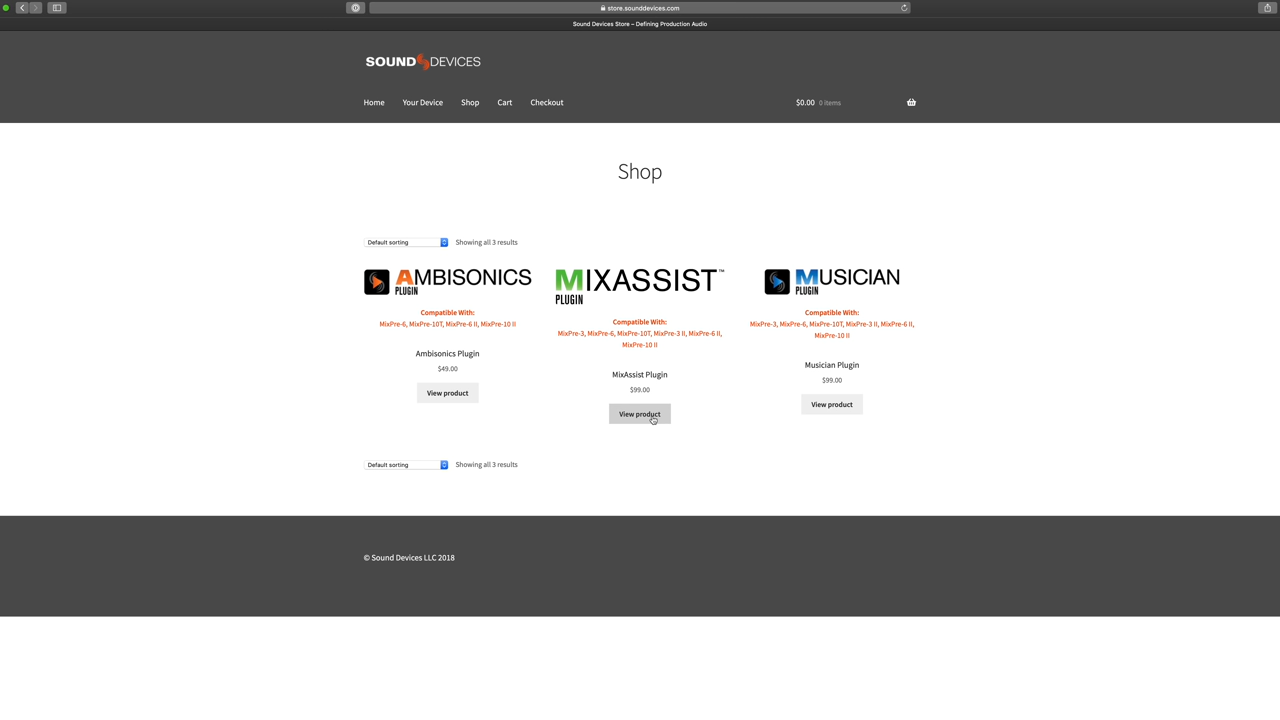 store.sounddevices.com
Sound Devices Store – Defining Production Audio
SOUND DEVICES
Home Your Device Shop Cart Checkout
$0.00 0 items
Shop
Default sorting Showing all 3 results
AMBISONICS
PLUGIN
Compatible With:
MixPre-6, MixPre-10T, MixPre-6 II, MixPre-10 II
Ambisonics Plugin
$49.00
View product
MIXASSIST™
PLUGIN
Compatible With:
MixPre-3, MixPre-6, MixPre-10T, MixPre-3 II, MixPre-6 II,
MixPre-10 II
MixAssist Plugin
$99.00
View product
MUSICIAN
PLUGIN
Compatible With:
MixPre-3, MixPre-6, MixPre-10T, MixPre-3 II, MixPre-6 II,
MixPre-10 II
Musician Plugin
$99.00
View product
Default sorting Showing all 3 results
© Sound Devices LLC 2018